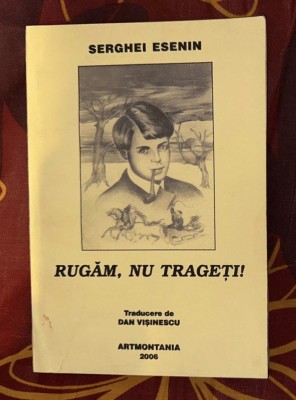 SERGHEI ESENIN
RUGĂM, NU TRAGEȚI!
Traducere de
DAN VIȘINESCU
ARTMONTANIA
2006